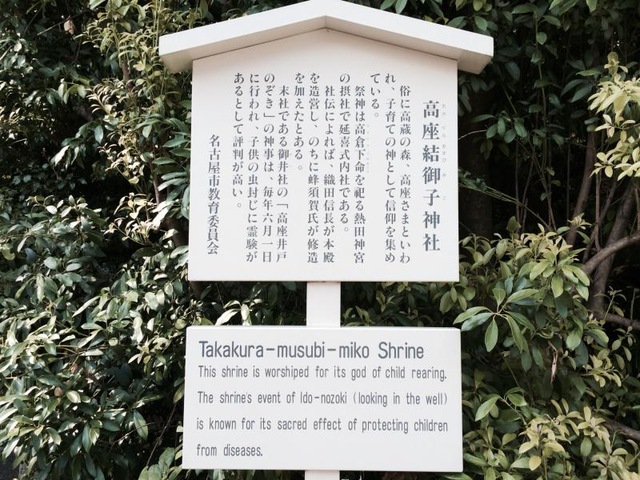 高座結御子神社
俗に高蔵の森、高座さまといわ
れ、子育ての神として信仰を集め
ている。
祭神は高倉下命を祀る熱田神宮
の摂社で延喜式内社である。
社伝によれば、織田信長が本殿
を造営し、のちに蜂須賀氏が修造
を加えたとある。
末社である御井社の「高座井戸
のぞき」の神事は、毎年六月一日
に行われ、子供の虫封じに霊験が
あるとして評判が高い。
名古屋市教育委員会
Takakura-musubi-miko Shrine
This shrine is worshiped for its god of child rearing.
The shrine's event of Ido-nozoki (looking in the well)
is known for its sacred effect of protecting children
from diseases.